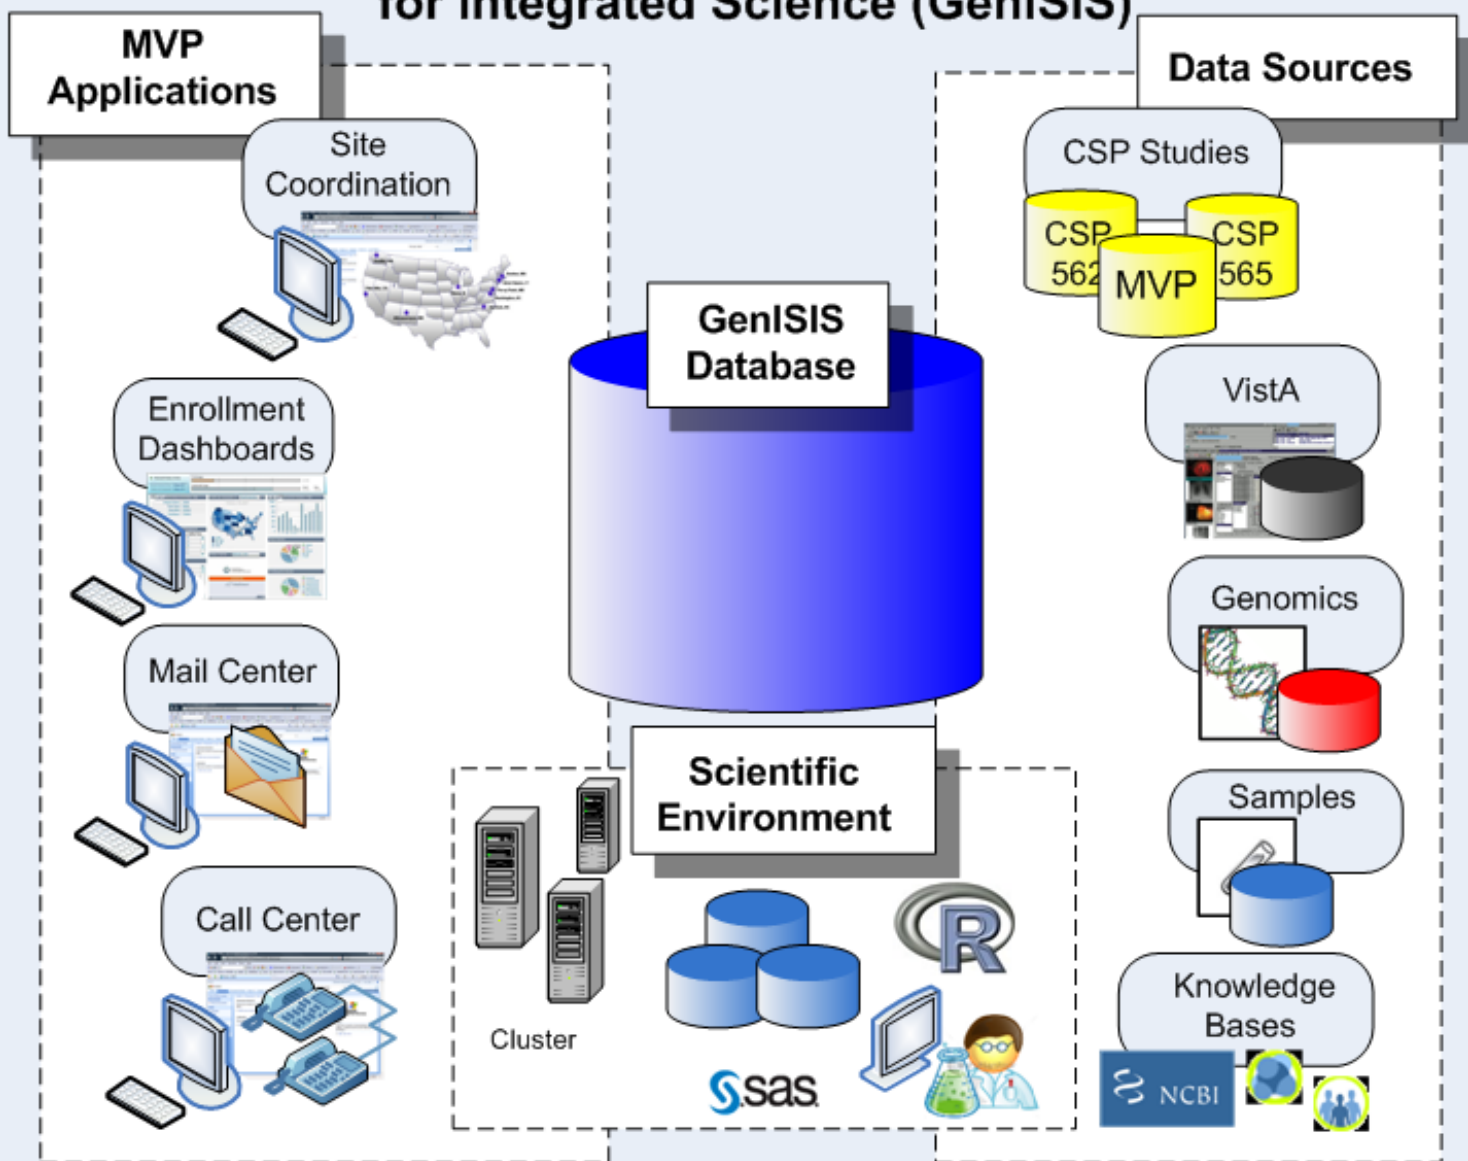 for Integrated Science (GenISIS)
MVP
Applications
Data Sources
Site
Coordination
CSP Studies
CSP
562
CSP
565
MVP
GenISIS
Database
Enrollment
Dashboards
VistA
Genomics
Mail Center
Scientific
Environment
Samples
Call Center
R
Knowledge
Bases
Cluster
sas
NCBI